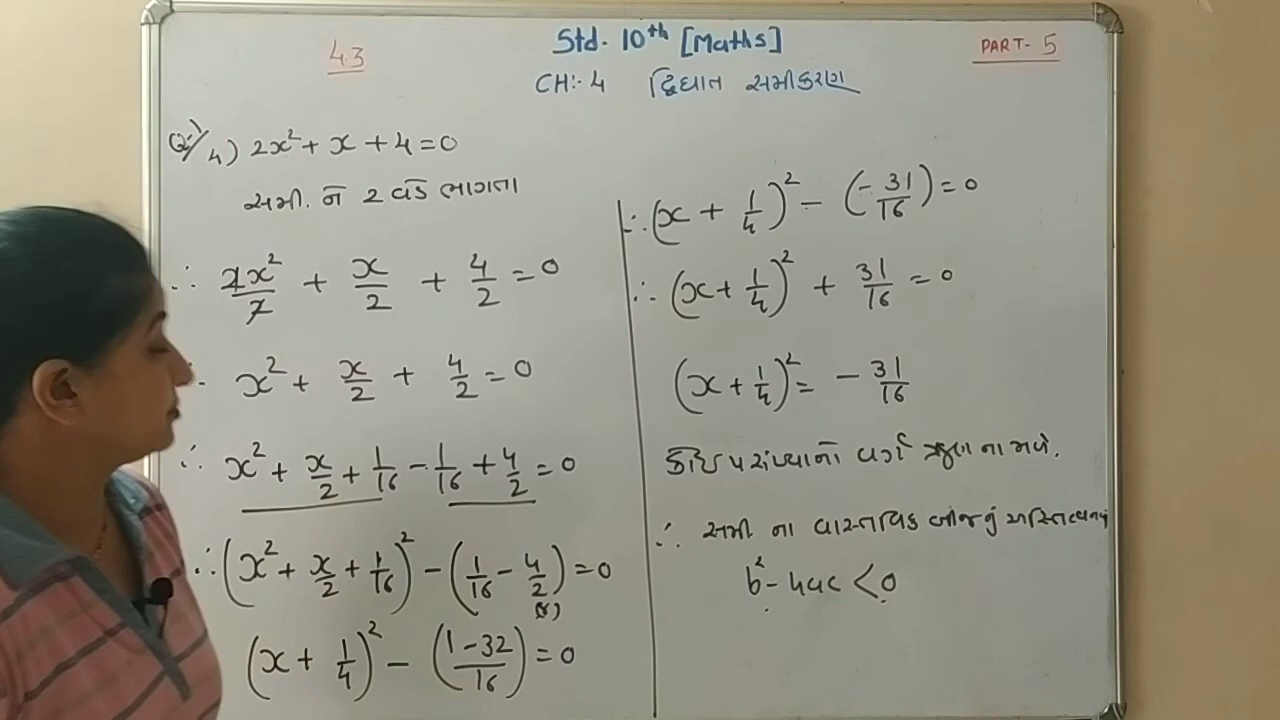 4.3
Std. 10th [Maths]
PART- 5
CH:- 4 દ્વિઘાત સમીકરણ
Q-1/ 4) 2x² + x + 4 = 0
સમી. ને 2 વડે ભાગતા
∴ 2x²/2 + x/2 + 4/2 = 0
∴ x² + x/2 + 4/2 = 0
∴ x² + x/2 + 1/16 - 1/16 + 4/2 = 0
∴ (x² + x/2 + 1/16)² - (1/16 - 4/2) = 0
(8)
(x + 1/4)² - (1-32/16) = 0
∴ (x + 1/4)² - (-31/16) = 0
∴ (x + 1/4)² + 31/16 = 0
(x + 1/4)² = - 31/16
કોઈ પણ સંખ્યાનો વર્ગ ઋણ ના મળે.
∴ સમી ના વાસ્તવિક બીજનું અસ્તિત્વ
b² - 4ac < 0